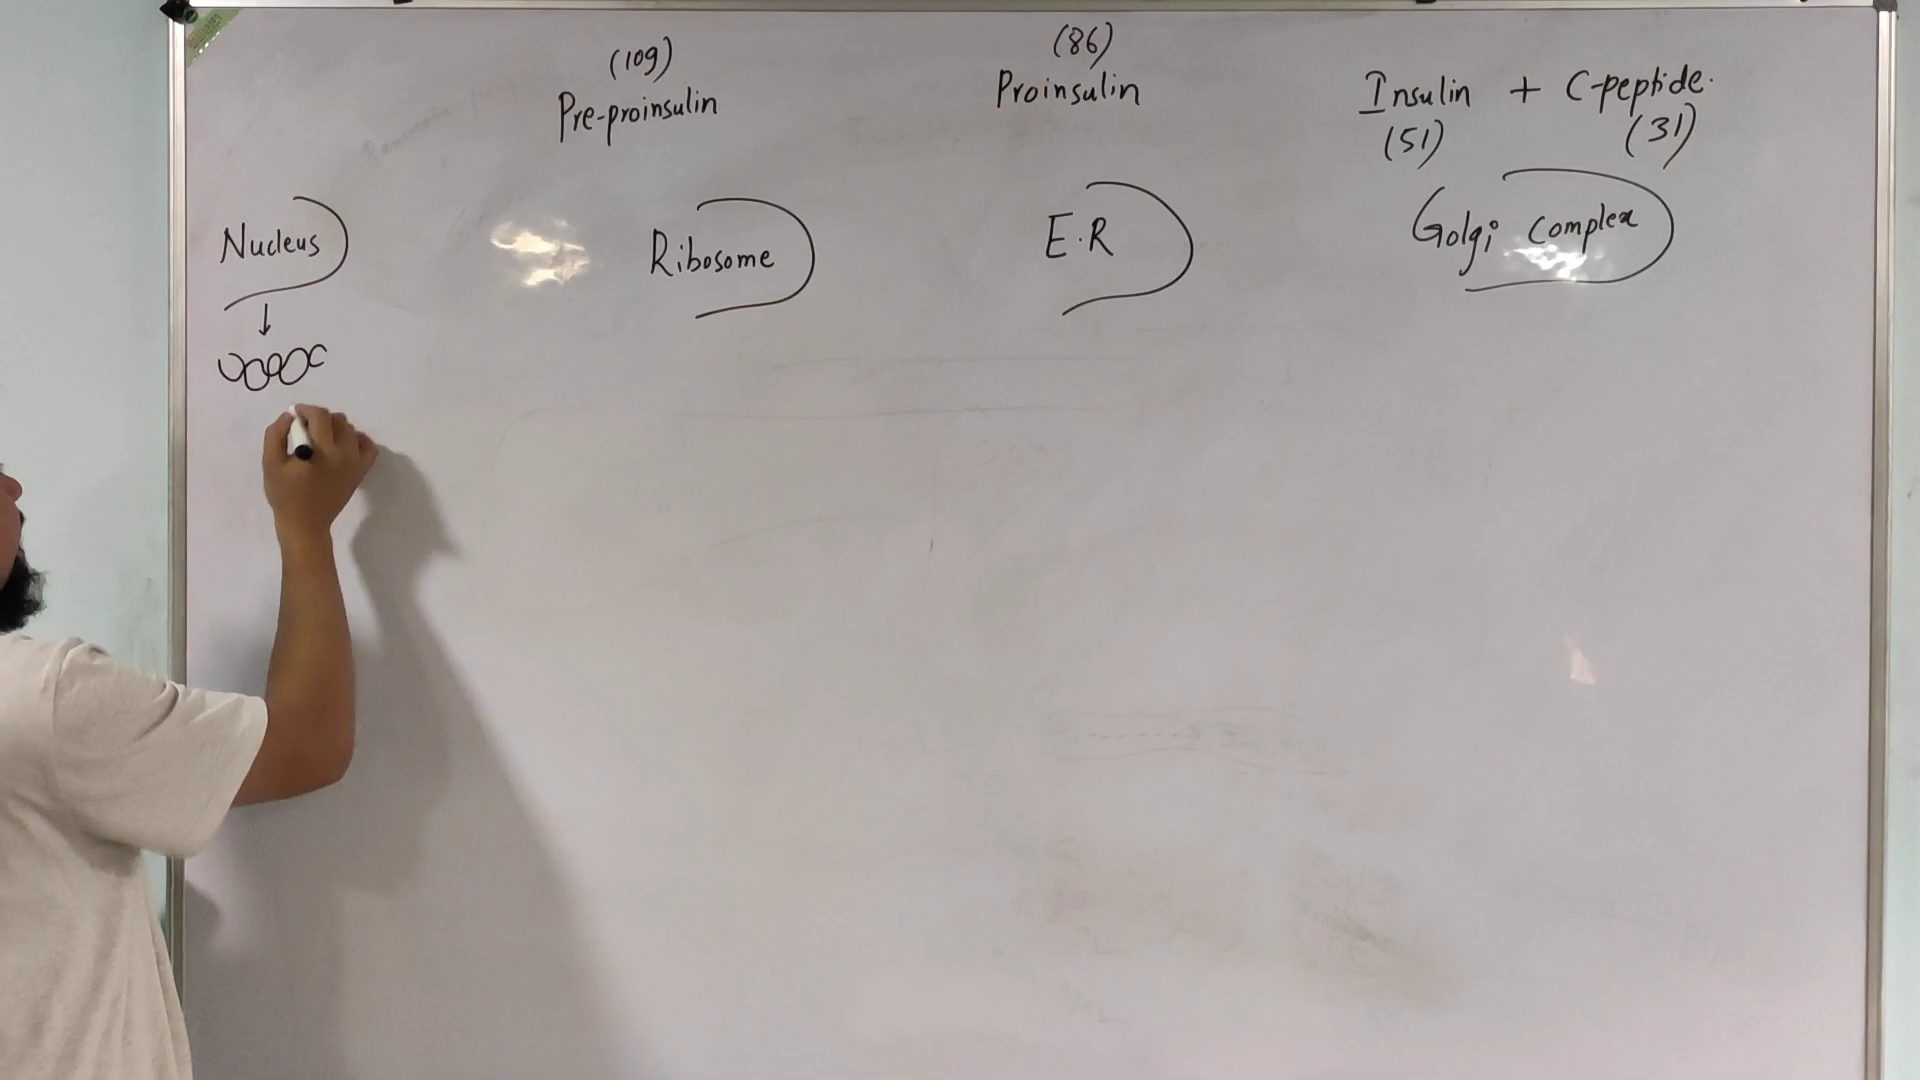 (109)
Pre-proinsulin
(86)
Proinsulin
Insulin + C-peptide.
(51) (31)
Nucleus
Ribosome
E.R
Golgi Complex